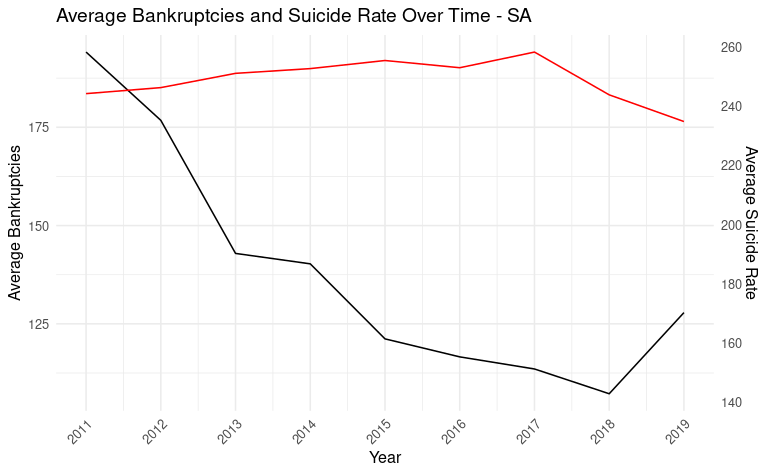 Average Bankruptcies and Suicide Rate Over Time - SA
Average Bankruptcies
175
150
125
260
240
220
200
180
160
140
Average Suicide Rate
2011 2012 2013 2014 2015 2016 2017 2018 2019
Year